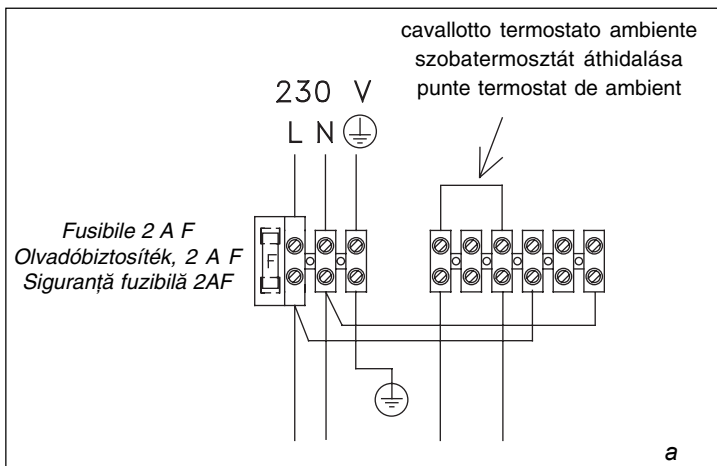 cavallotto termostato ambiente
szobatermosztát áthidalása
punte termostat de ambient
230 V
L N
Fusibile 2 A F
Olvadóbiztosíték, 2 A F
Siguranță fuzibilă 2AF
F
a